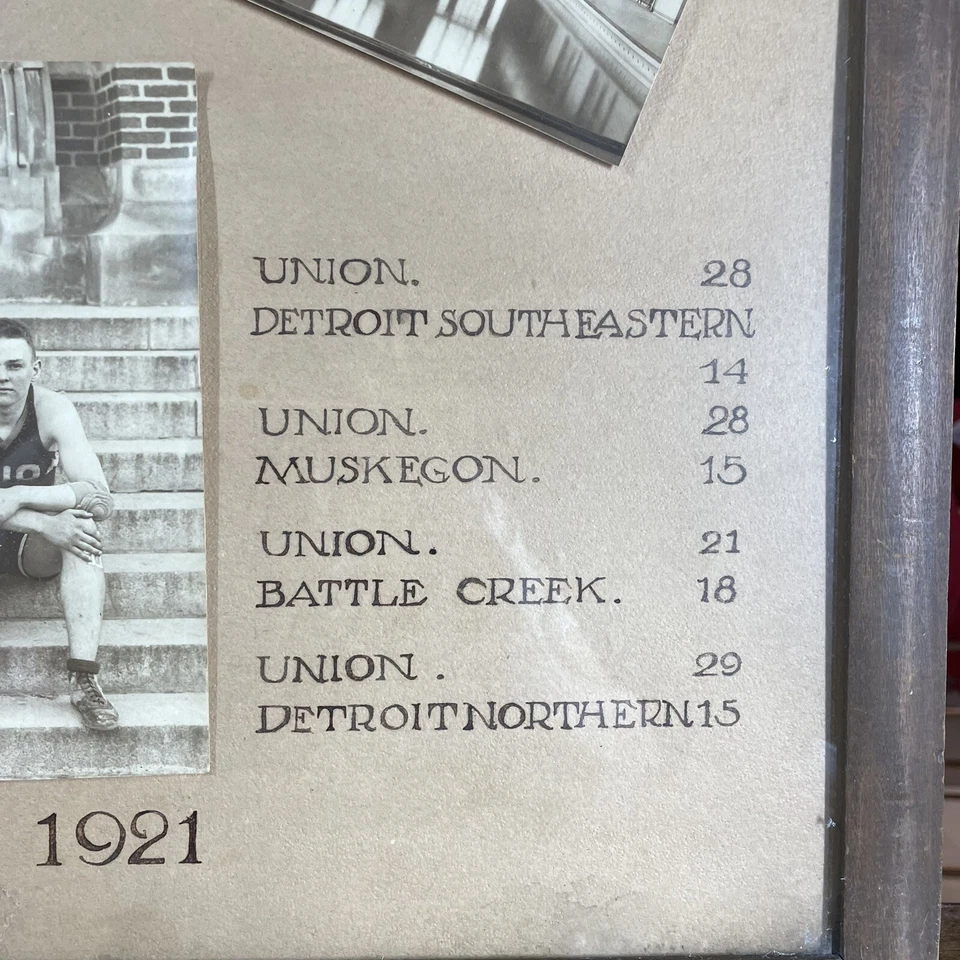 UNION. 28
DETROIT SOUTHEASTERN
14
UNION. 28
MUSKEGON. 15
UNION. 21
BATTLE CREEK. 18
UNION. 29
DETROIT NORTHERN 15
1921